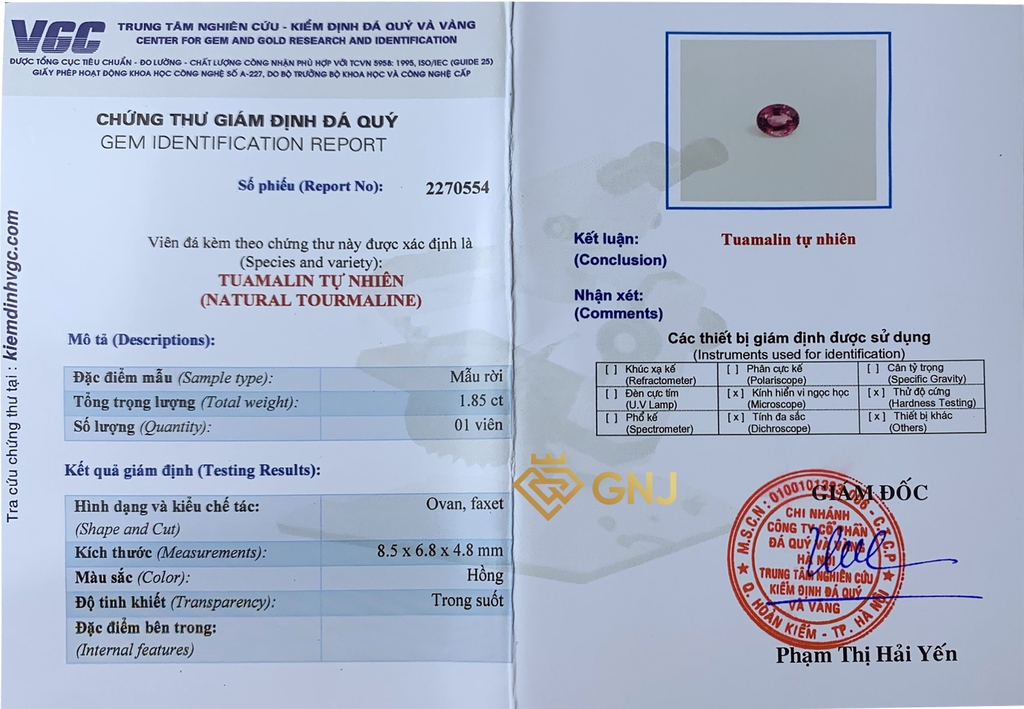 VGC
TRUNG TÂM NGHIÊN CỨU - KIỂM ĐỊNH ĐÁ QUÝ VÀ VÀNG
CENTER FOR GEM AND GOLD RESEARCH AND IDENTIFICATION
ĐƯỢC TỔNG CỤC TIÊU CHUẨN - ĐO LƯỜNG - CHẤT LƯỢNG CÔNG NHẬN PHÙ HỢP VỚI TCVN 5958: 1995, ISO/IEC (GUIDE 25)
GIẤY PHÉP HOẠT ĐỘNG KHOA HỌC CÔNG NGHỆ SỐ A-227, DO BỘ TRƯỞNG BỘ KHOA HỌC VÀ CÔNG NGHỆ CẤP
CHỨNG THƯ GIÁM ĐỊNH ĐÁ QUÝ
GEM IDENTIFICATION REPORT
Số phiếu (Report No): 2270554
Viên đá kèm theo chứng thư này được xác định là
(Species and variety):
TUAMALIN TỰ NHIÊN
(NATURAL TOURMALINE)
Mô tả (Descriptions):
Đặc điểm mẫu (Sample type): Mẫu rời
Tổng trọng lượng (Total weight): 1.85 ct
Số lượng (Quantity): 01 viên
Kết quả giám định (Testing Results):
Hình dạng và kiểu chế tác: Ovan, faxet
(Shape and Cut)
Kích thước (Measurements): 8.5 x 6.8 x 4.8 mm
Màu sắc (Color): Hồng
Độ tinh khiết (Transparency): Trong suốt
Đặc điểm bên trong:
(Internal features)
Tra cứu chứng thư tại : kiemdinhvgc.com
Kết luận: Tuamalin tự nhiên
(Conclusion)
Nhận xét:
(Comments)
Các thiết bị giám định được sử dụng
(Instruments used for identification)
[ ] Khúc xạ kế [ ] Phân cực kế [ ] Cân tỷ trọng
(Refractometer) (Polariscope) (Specific Gravity)
[ ] Đèn cực tím [x] Kính hiển vi ngọc học [x] Thử độ cứng
(U.V Lamp) (Microscope) (Hardness Testing)
[ ] Phổ kế [x] Tính đa sắc [x] Thiết bị khác
(Spectrometer) (Dichroscope) (Others)
GNJ
GIÁM ĐỐC
M.S.C.N: C.T.C.P
CHI NHÁNH
CÔNG TY CỔ PHẦN
ĐÁ QUÝ VÀ VÀNG
HÀ NỘI
TRUNG TÂM NGHIÊN CỨU
KIỂM ĐỊNH ĐÁ QUÝ
VÀ VÀNG
Q. HOÀN KIẾM - TP. HÀ NỘI
Phạm Thị Hải Yến